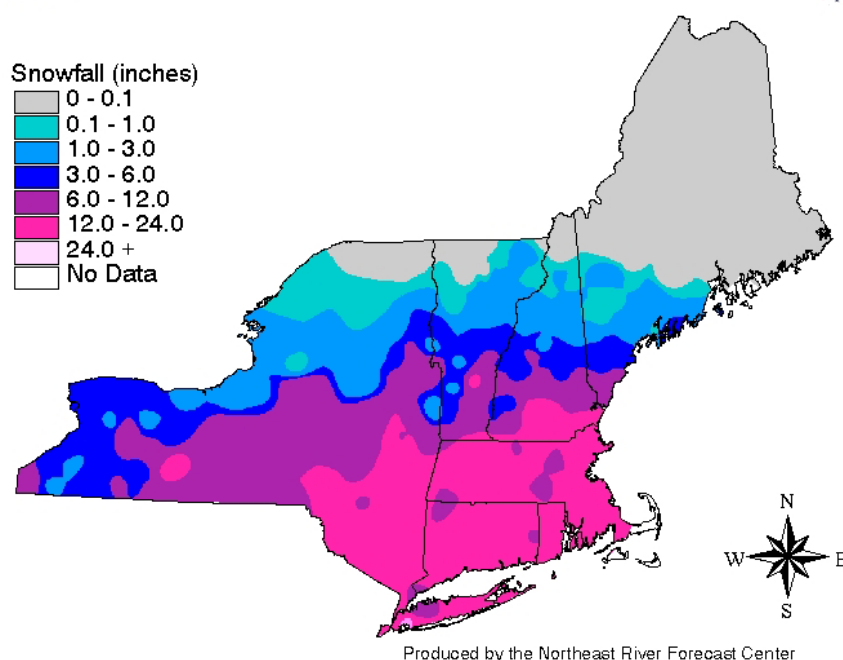 Snowfall (inches)
0 - 0.1
0.1 - 1.0
1.0 - 3.0
3.0 - 6.0
6.0 - 12.0
12.0 - 24.0
24.0 +
No Data
N
W
E
S
Produced by the Northeast River Forecast Center